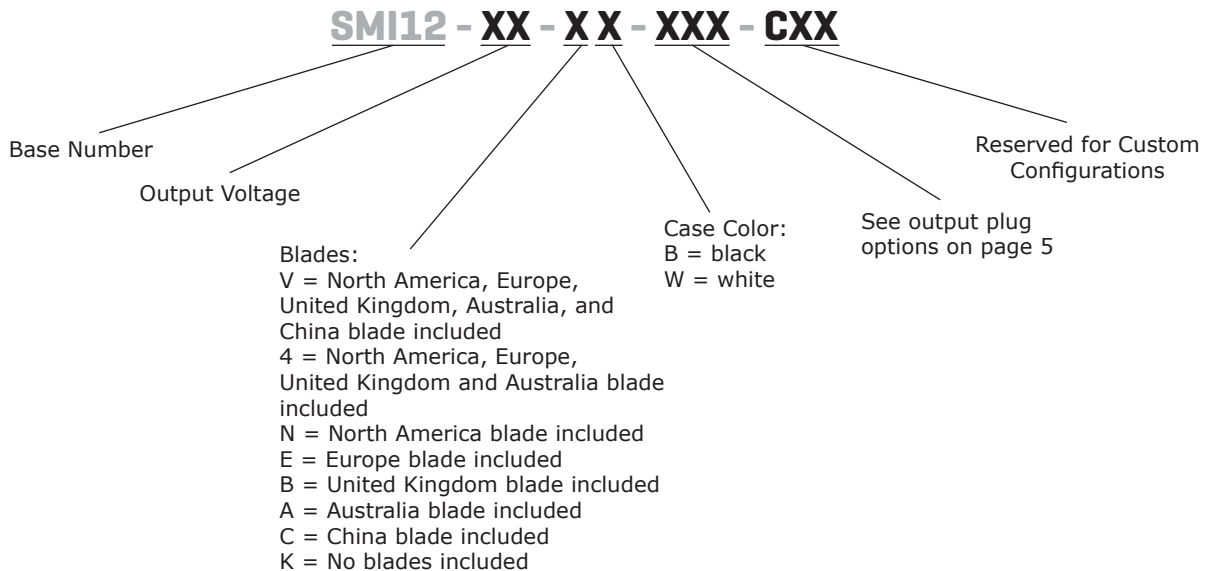 SMI12 - XX - X X - XXX - CXX
Base Number
Output Voltage
Blades:
V = North America, Europe,
United Kingdom, Australia, and
China blade included
4 = North America, Europe,
United Kingdom and Australia blade
included
N = North America blade included
E = Europe blade included
B = United Kingdom blade included
A = Australia blade included
C = China blade included
K = No blades included
Case Color:
B = black
W = white
See output plug
options on page 5
Reserved for Custom
Configurations